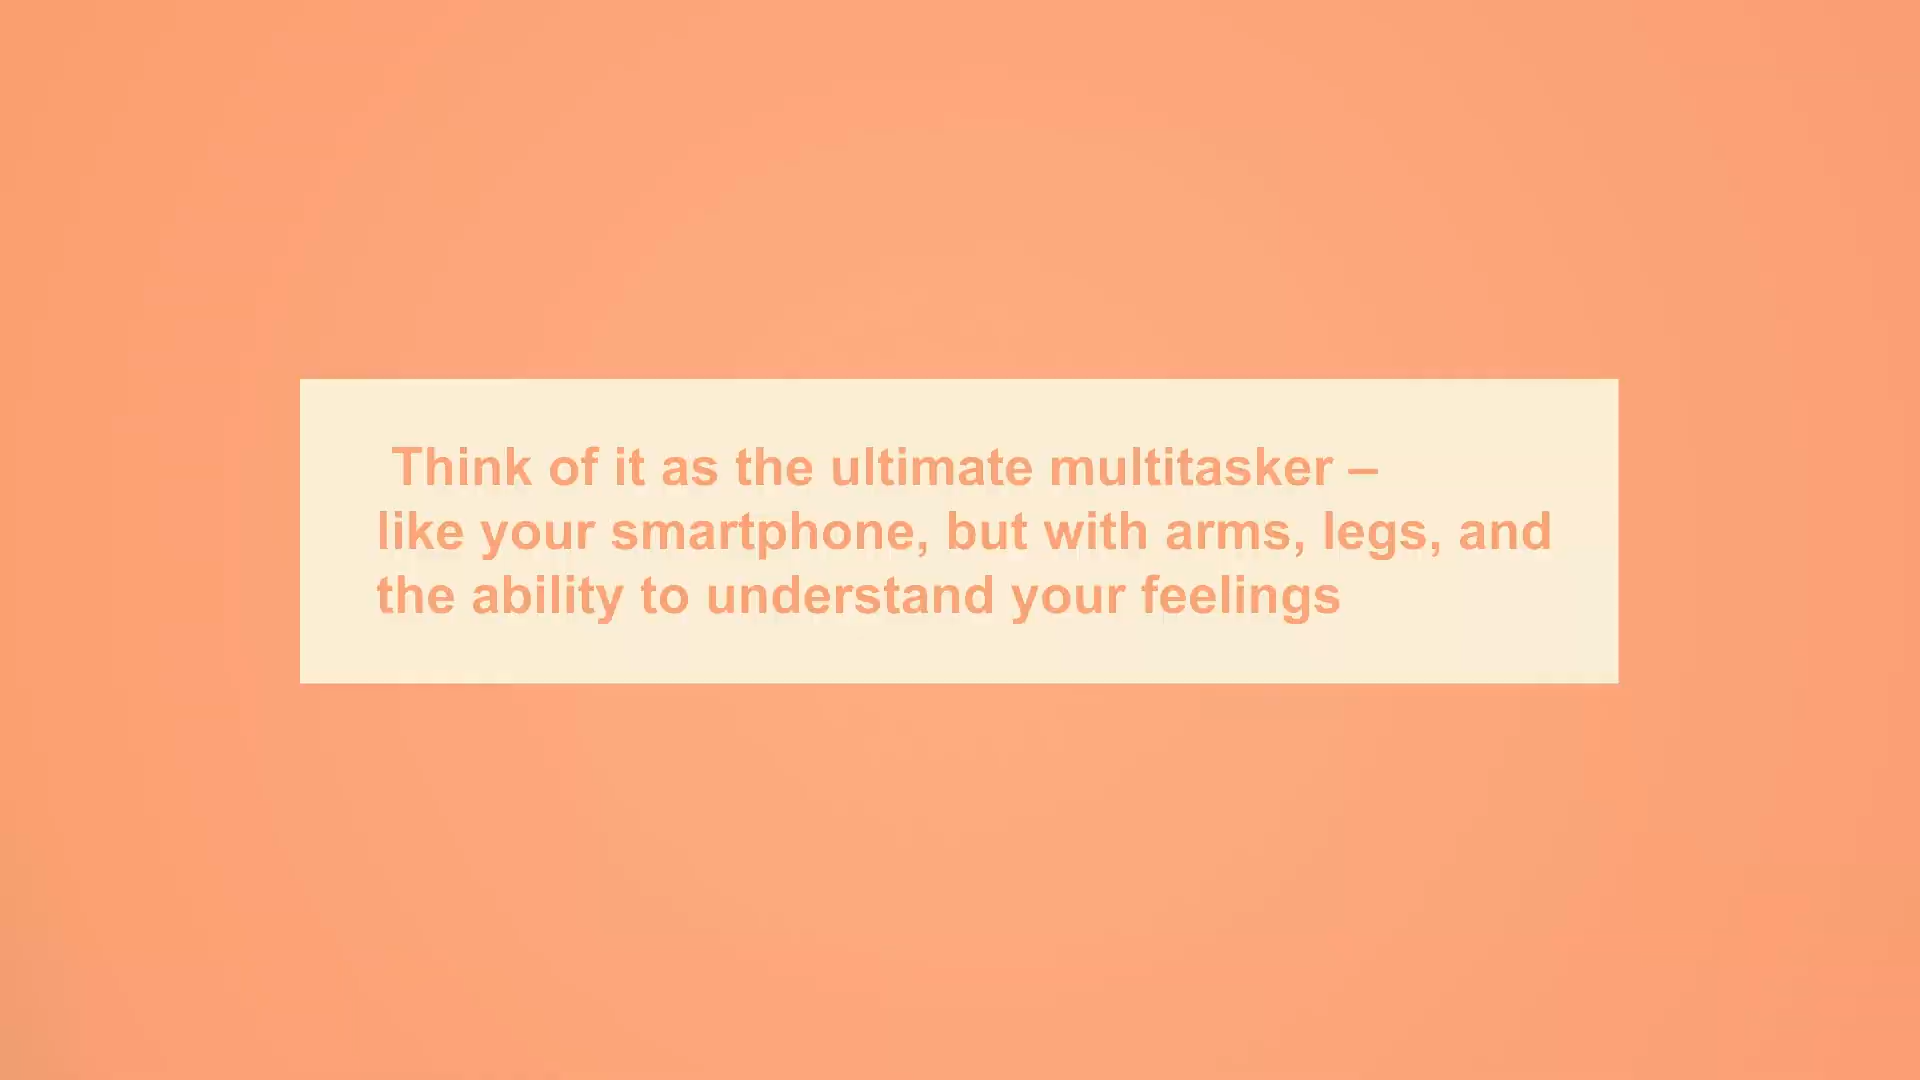 Think of it as the ultimate multitasker –
like your smartphone, but with arms, legs, and
the ability to understand your feelings